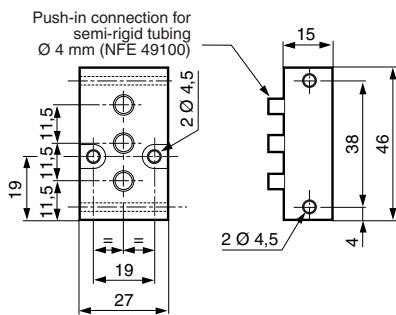 Push-in connection for
semi-rigid tubing
Ø 4 mm (NFE 49100)
15
2 Ø 4,5
11,5
11,5
11,5
19
38
46
= =
19
27
2 Ø 4,5
4